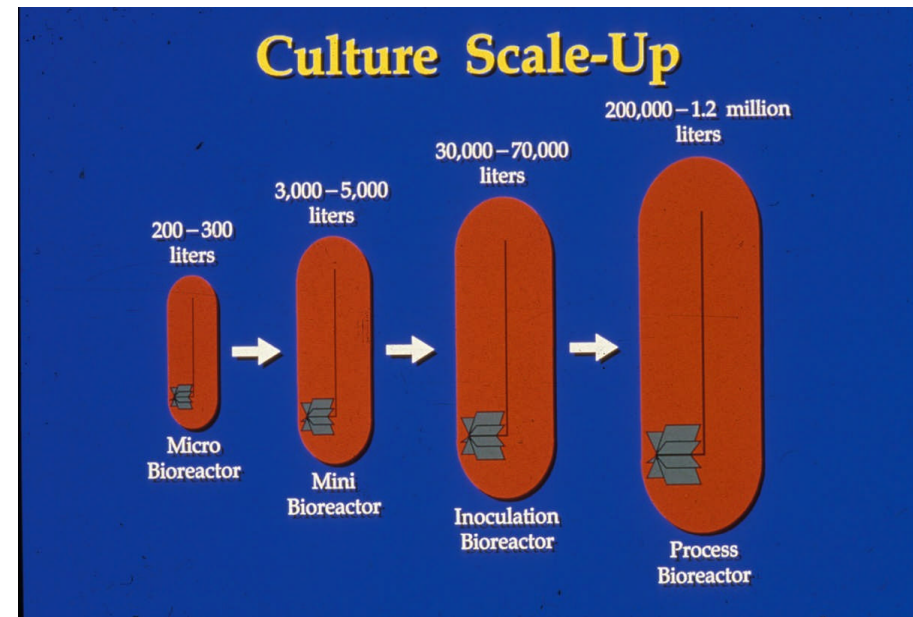 Culture Scale-Up
200,000–1.2 million
liters
30,000–70,000
liters
3,000–5,000
liters
200–300
liters
Micro
Bioreactor
Mini
Bioreactor
Inoculation
Bioreactor
Process
Bioreactor